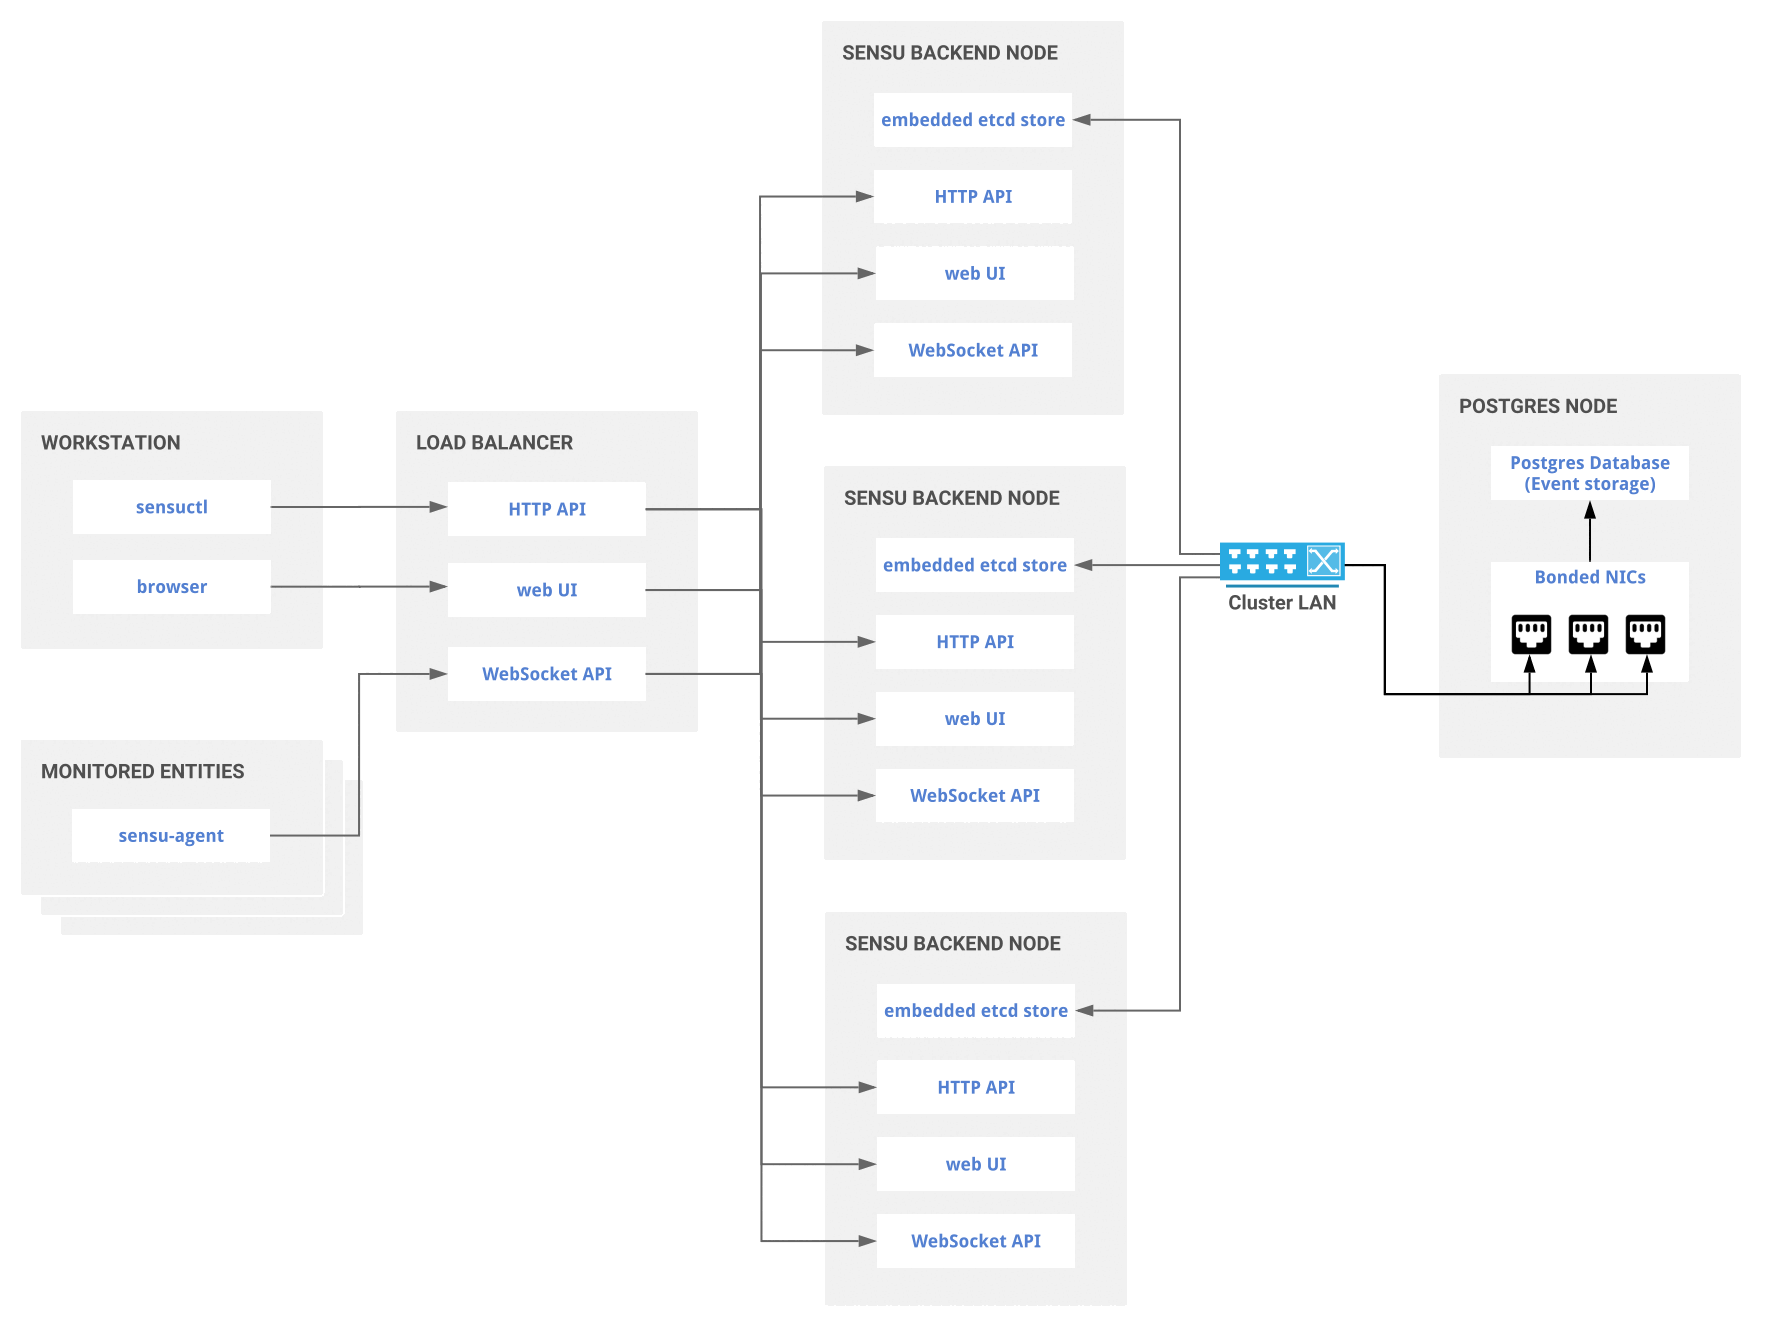 WORKSTATION
sensuctl
browser
MONITORED ENTITIES
sensu-agent
LOAD BALANCER
HTTP API
web UI
WebSocket API
SENSU BACKEND NODE
embedded etcd store
HTTP API
web UI
WebSocket API
SENSU BACKEND NODE
embedded etcd store
HTTP API
web UI
WebSocket API
SENSU BACKEND NODE
embedded etcd store
HTTP API
web UI
WebSocket API
Cluster LAN
POSTGRES NODE
Postgres Database
(Event storage)
Bonded NICs